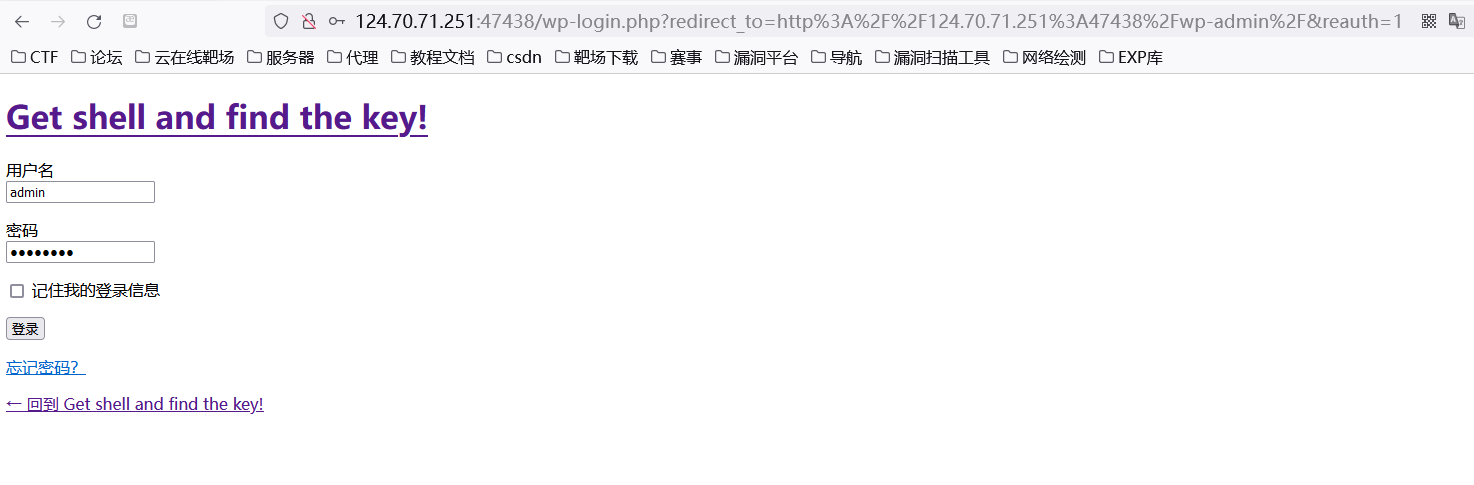 124.70.71.251:47438/wp-login.php?redirect_to=http%3A%2F%2F124.70.71.251%3A47438%2Fwp-admin%2F&reauth=1
CTF 论坛 云在线靶场 服务器 代理 教程文档 csdn 靶场下载 赛事 漏洞平台 导航 漏洞扫描工具 网络绘测 EXP库
Get shell and find the key!
用户名
admin
密码
••••••••
记住我的登录信息
登录
忘记密码？
← 回到 Get shell and find the key!